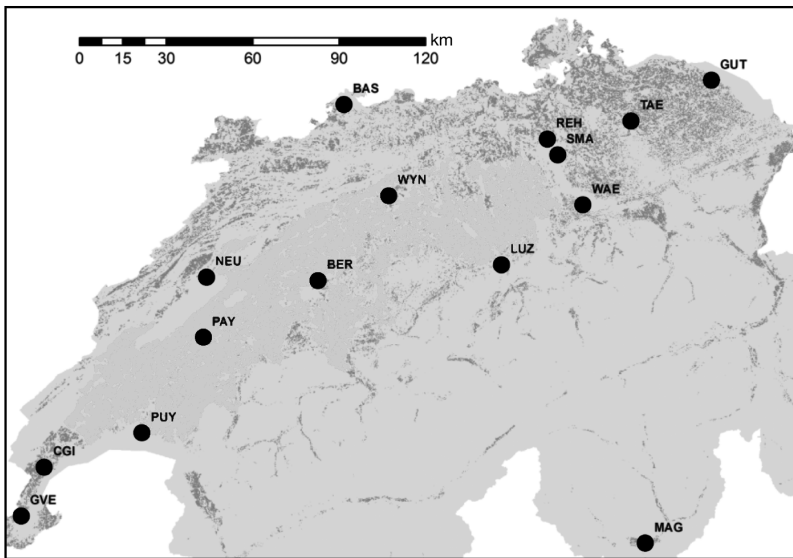 km
0 15 30 60 90 120
GUT
BAS
TAE
REH
SMA
WYN
WAE
LUZ
NEU
BER
PAY
PUY
CGI
GVE
MAG